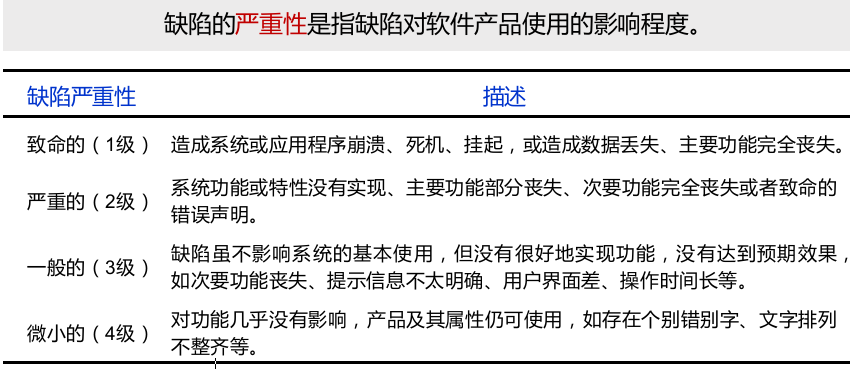 缺陷的严重性是指缺陷对软件产品使用的影响程度。
缺陷严重性 描述
致命的（1级） 造成系统或应用程序崩溃、死机、挂起，或造成数据丢失、主要功能完全丧失。
严重的（2级） 系统功能或特性没有实现、主要功能部分丧失、次要功能完全丧失或者致命的
错误声明。
一般的（3级） 缺陷虽不影响系统的基本使用，但没有很好地实现功能，没有达到预期效果，
如次要功能丧失、提示信息不太明确、用户界面差、操作时间长等。
微小的（4级） 对功能几乎没有影响，产品及其属性仍可使用，如存在个别错别字、文字排列
不整齐等。